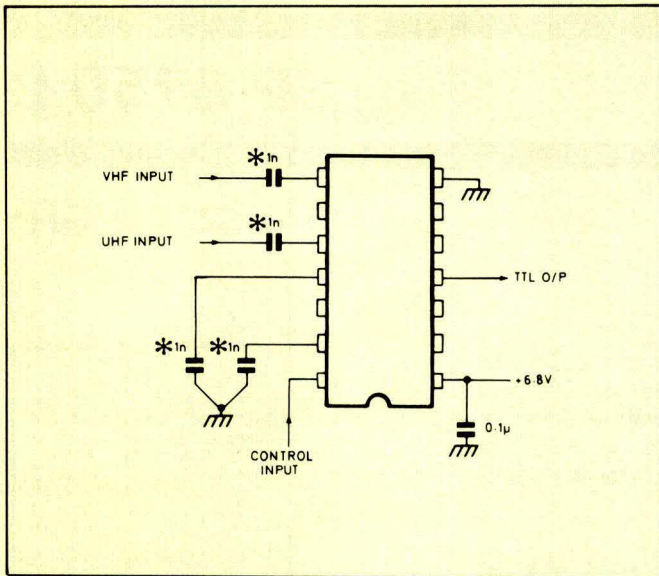 ✱1n
VHF INPUT
✱1n
UHF INPUT
TTL O/P
✱1n ✱1n
+6·8V
0·1µ
CONTROL
INPUT